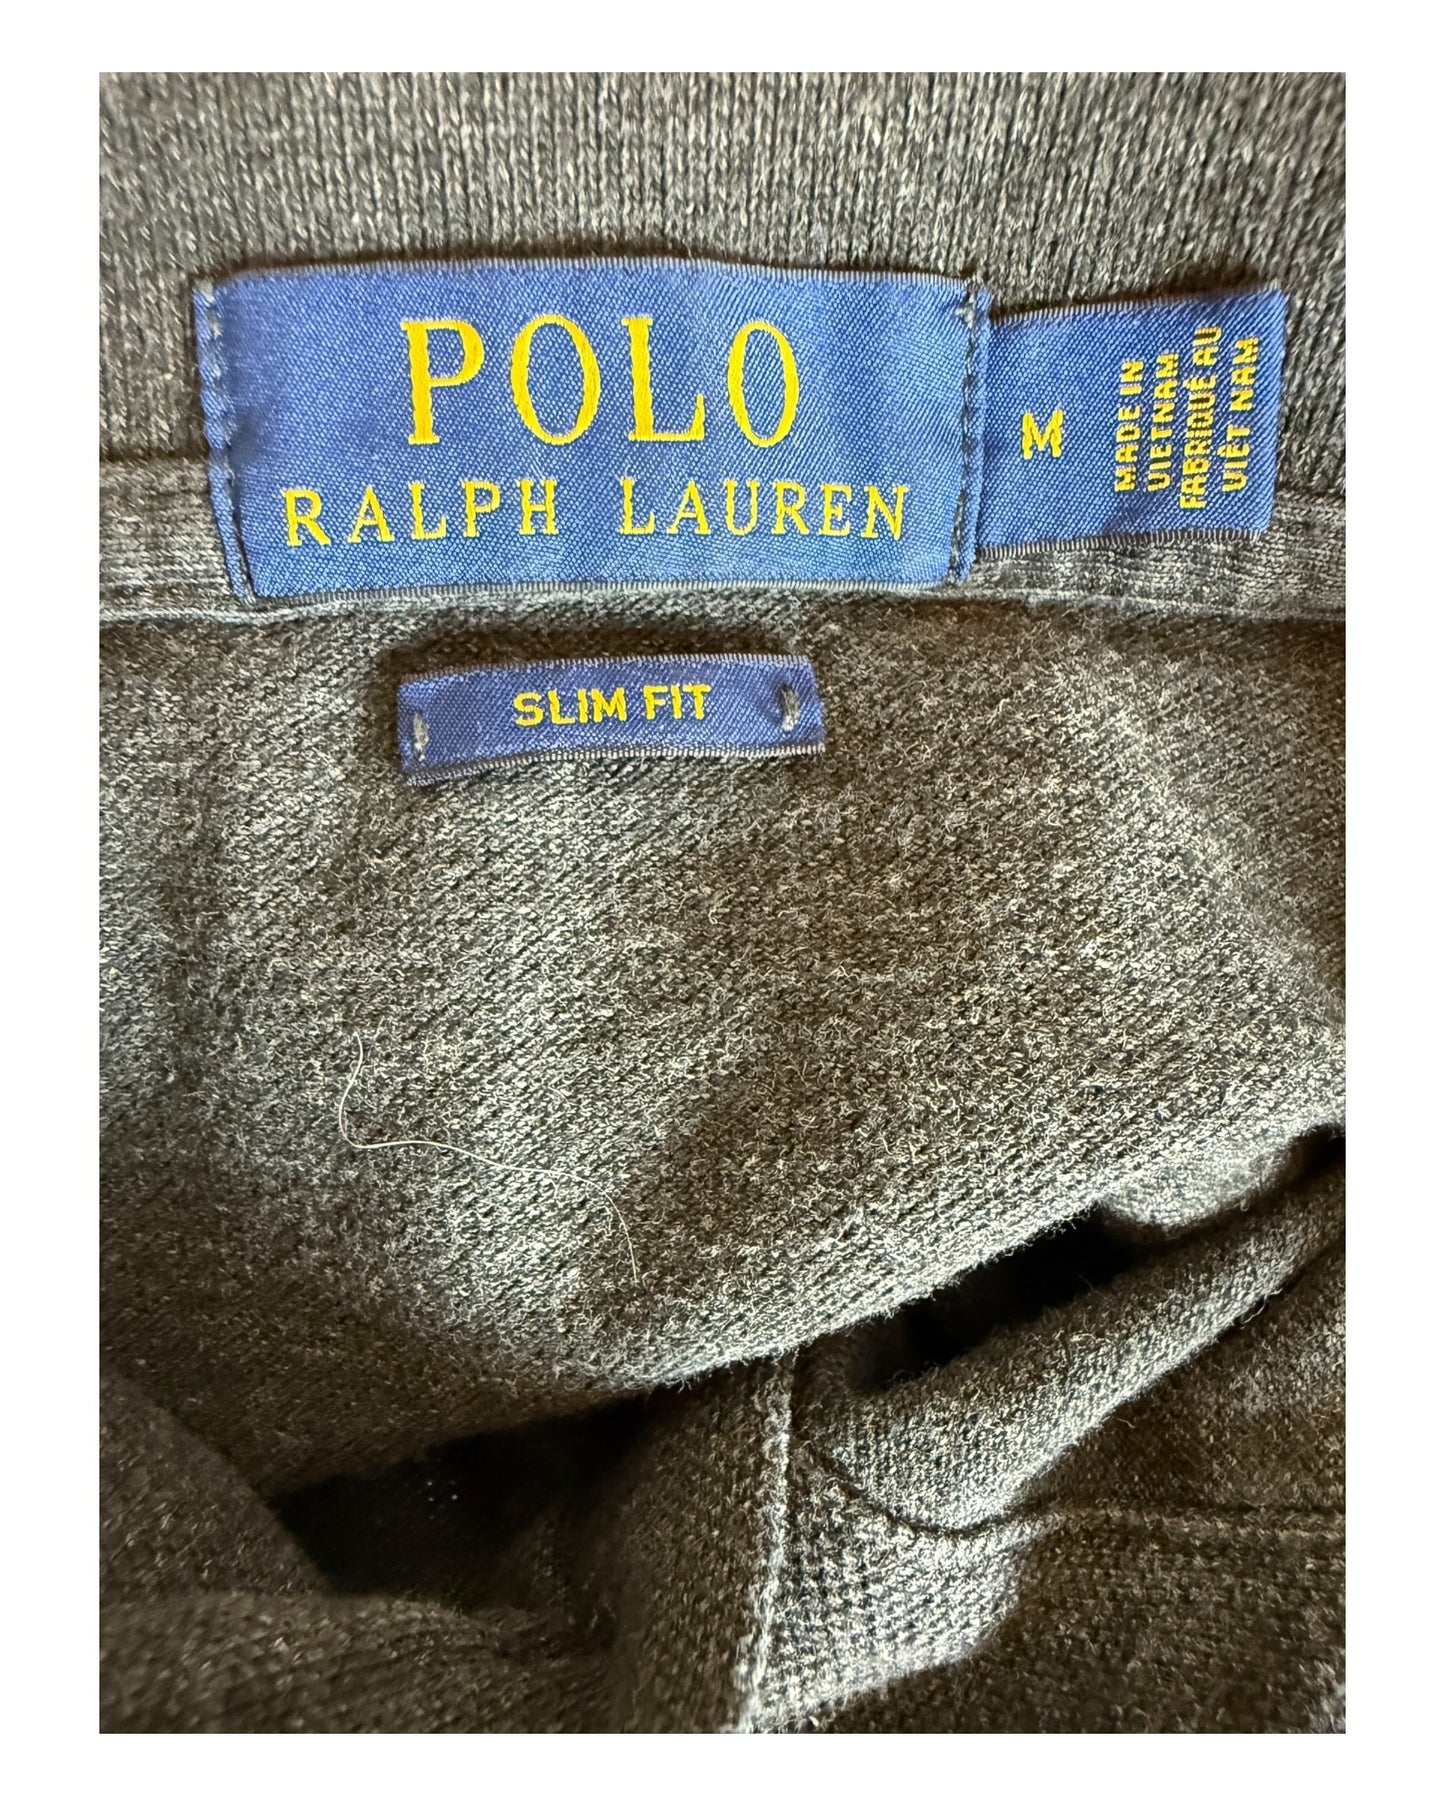 POLO
RALPH LAUREN
M
MADE IN
VIETNAM
FABRIQUÉ AU
VIÊT NAM
SLIM FIT